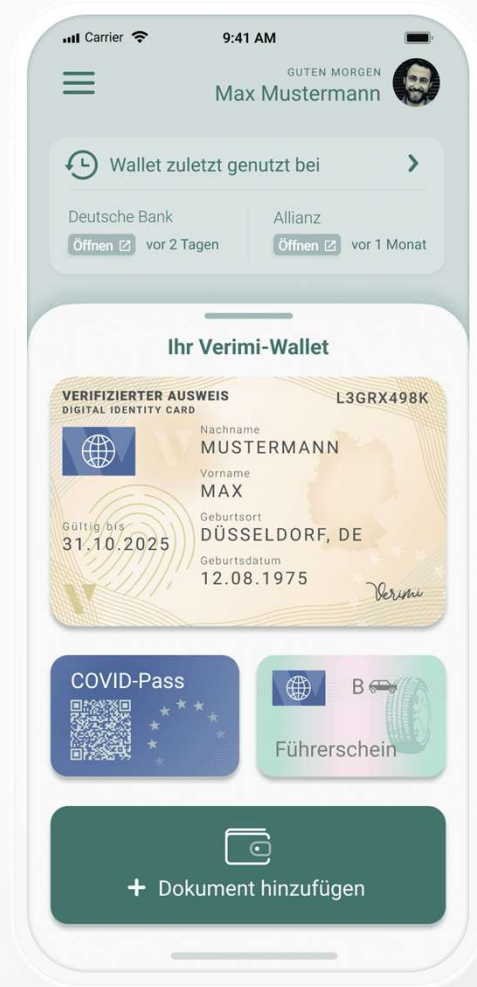 Carrier 9:41 AM
GUTEN MORGEN
Max Mustermann
Wallet zuletzt genutzt bei
Deutsche Bank
Öffnen vor 2 Tagen
Allianz
Öffnen vor 1 Monat
Ihr Verimi-Wallet
VERIFIZIERTER AUSWEIS L3GRX498K
DIGITAL IDENTITY CARD
Nachname
MUSTERMANN
Vorname
MAX
Geburtsort
DÜSSELDORF, DE
Geburtsdatum
12.08.1975
Gültig bis
31.10.2025
Verimi
COVID-Pass
B
Führerschein
+ Dokument hinzufügen